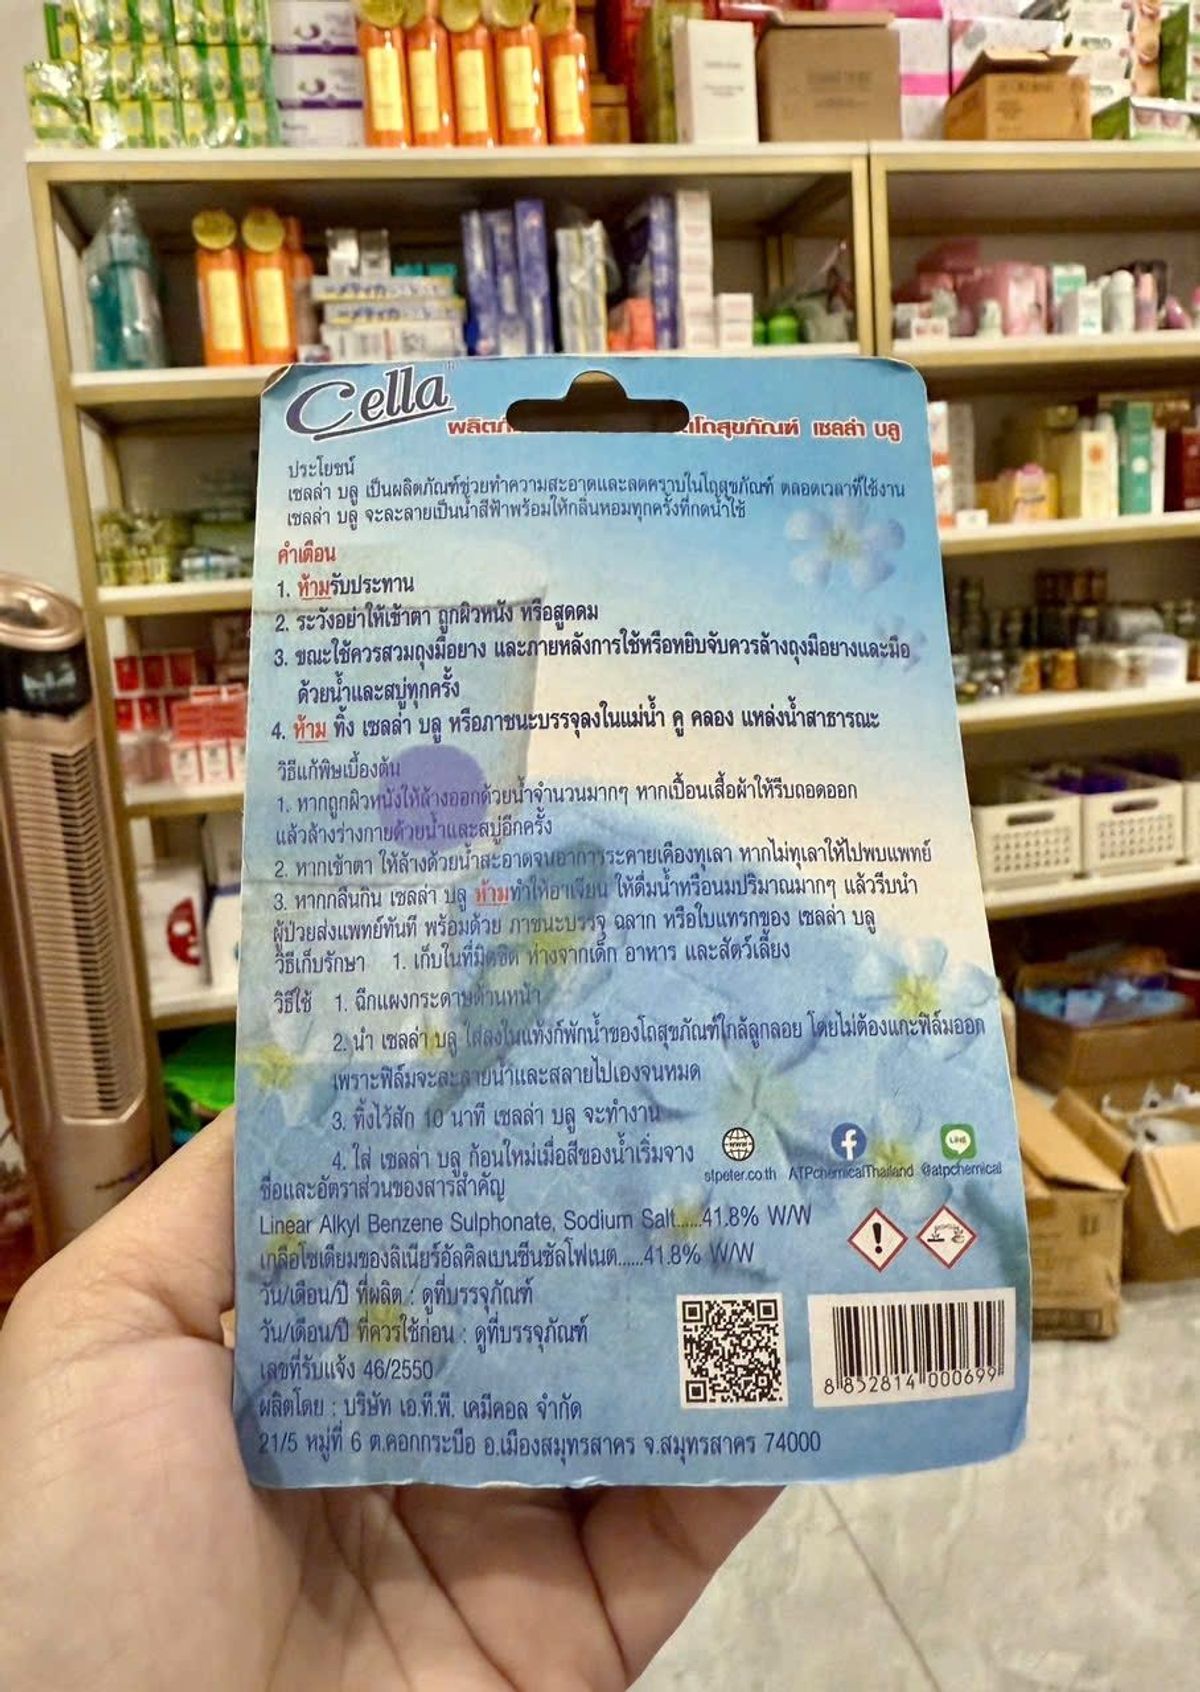 Cella
ผลิตภั โถสุขภัณฑ์ เซลล่า บลู
ประโยชน์
เซลล่า บลู เป็นผลิตภัณฑ์ช่วยทำความสะอาดและลดคราบในโถสุขภัณฑ์ ตลอดเวลาที่ใช้งาน
เซลล่า บลู จะละลายเป็นน้ำสีฟ้าพร้อมให้กลิ่นหอมทุกครั้งที่กดน้ำใช้
คำเตือน
1. ห้ามรับประทาน
2. ระวังอย่าให้เข้าตา ถูกผิวหนัง หรือสูดดม
3. ขณะใช้ควรสวมถุงมือยาง และภายหลังการใช้หรือหยิบจับควรล้างถุงมือยางและมือ
ด้วยน้ำและสบู่ทุกครั้ง
4. ห้าม ทิ้ง เซลล่า บลู หรือภาชนะบรรจุลงในแม่น้ำ คู คลอง แหล่งน้ำสาธารณะ
วิธีแก้พิษเบื้องต้น
1. หากถูกผิวหนังให้ล้างออกด้วยน้ำจำนวนมากๆ หากเปื้อนเสื้อผ้าให้รีบถอดออก
แล้วล้างร่างกายด้วยน้ำและสบู่อีกครั้ง
2. หากเข้าตา ให้ล้างด้วยน้ำสะอาดจนอาการระคายเคืองทุเลา หากไม่ทุเลาให้ไปพบแพทย์
3. หากกลืนกิน เซลล่า บลู ห้ามทำให้อาเจียน ให้ดื่มน้ำหรือนมปริมาณมากๆ แล้วรีบนำ
ผู้ป่วยส่งแพทย์ทันที พร้อมด้วย ภาชนะบรรจุ ฉลาก หรือใบแทรกของ เซลล่า บลู
วิธีเก็บรักษา 1. เก็บในที่มิดชิด ห่างจากเด็ก อาหาร และสัตว์เลี้ยง
วิธีใช้ 1. ฉีกแผงกระดาษด้านหน้า
2. นำ เซลล่า บลู ใส่ลงในแท้งก์พักน้ำของโถสุขภัณฑ์ใกล้ลูกลอย โดยไม่ต้องแกะฟิล์มออก
เพราะฟิล์มจะละลายน้ำและสลายไปเองจนหมด
3. ทิ้งไว้สัก 10 นาที เซลล่า บลู จะทำงาน
4. ใส่ เซลล่า บลู ก้อนใหม่เมื่อสีของน้ำเริ่มจาง
www
LINE
stpeter.co.th ATPchemicalThailand @atpchemical
ชื่อและอัตราส่วนของสารสำคัญ
Linear Alkyl Benzene Sulphonate, Sodium Salt.....41.8% W/W
เกลือโซเดียมของลิเนียร์อัลคิลเบนซีนซัลโฟเนต......41.8% W/W
วัน/เดือน/ปี ที่ผลิต : ดูที่บรรจุภัณฑ์
วัน/เดือน/ปี ที่ควรใช้ก่อน : ดูที่บรรจุภัณฑ์
เลขที่รับแจ้ง 46/2550
ผลิตโดย : บริษัท เอ.ที.พี. เคมีคอล จำกัด
21/5 หมู่ที่ 6 ต.คอกกระบือ อ.เมืองสมุทรสาคร จ.สมุทรสาคร 74000
8 852814 000699